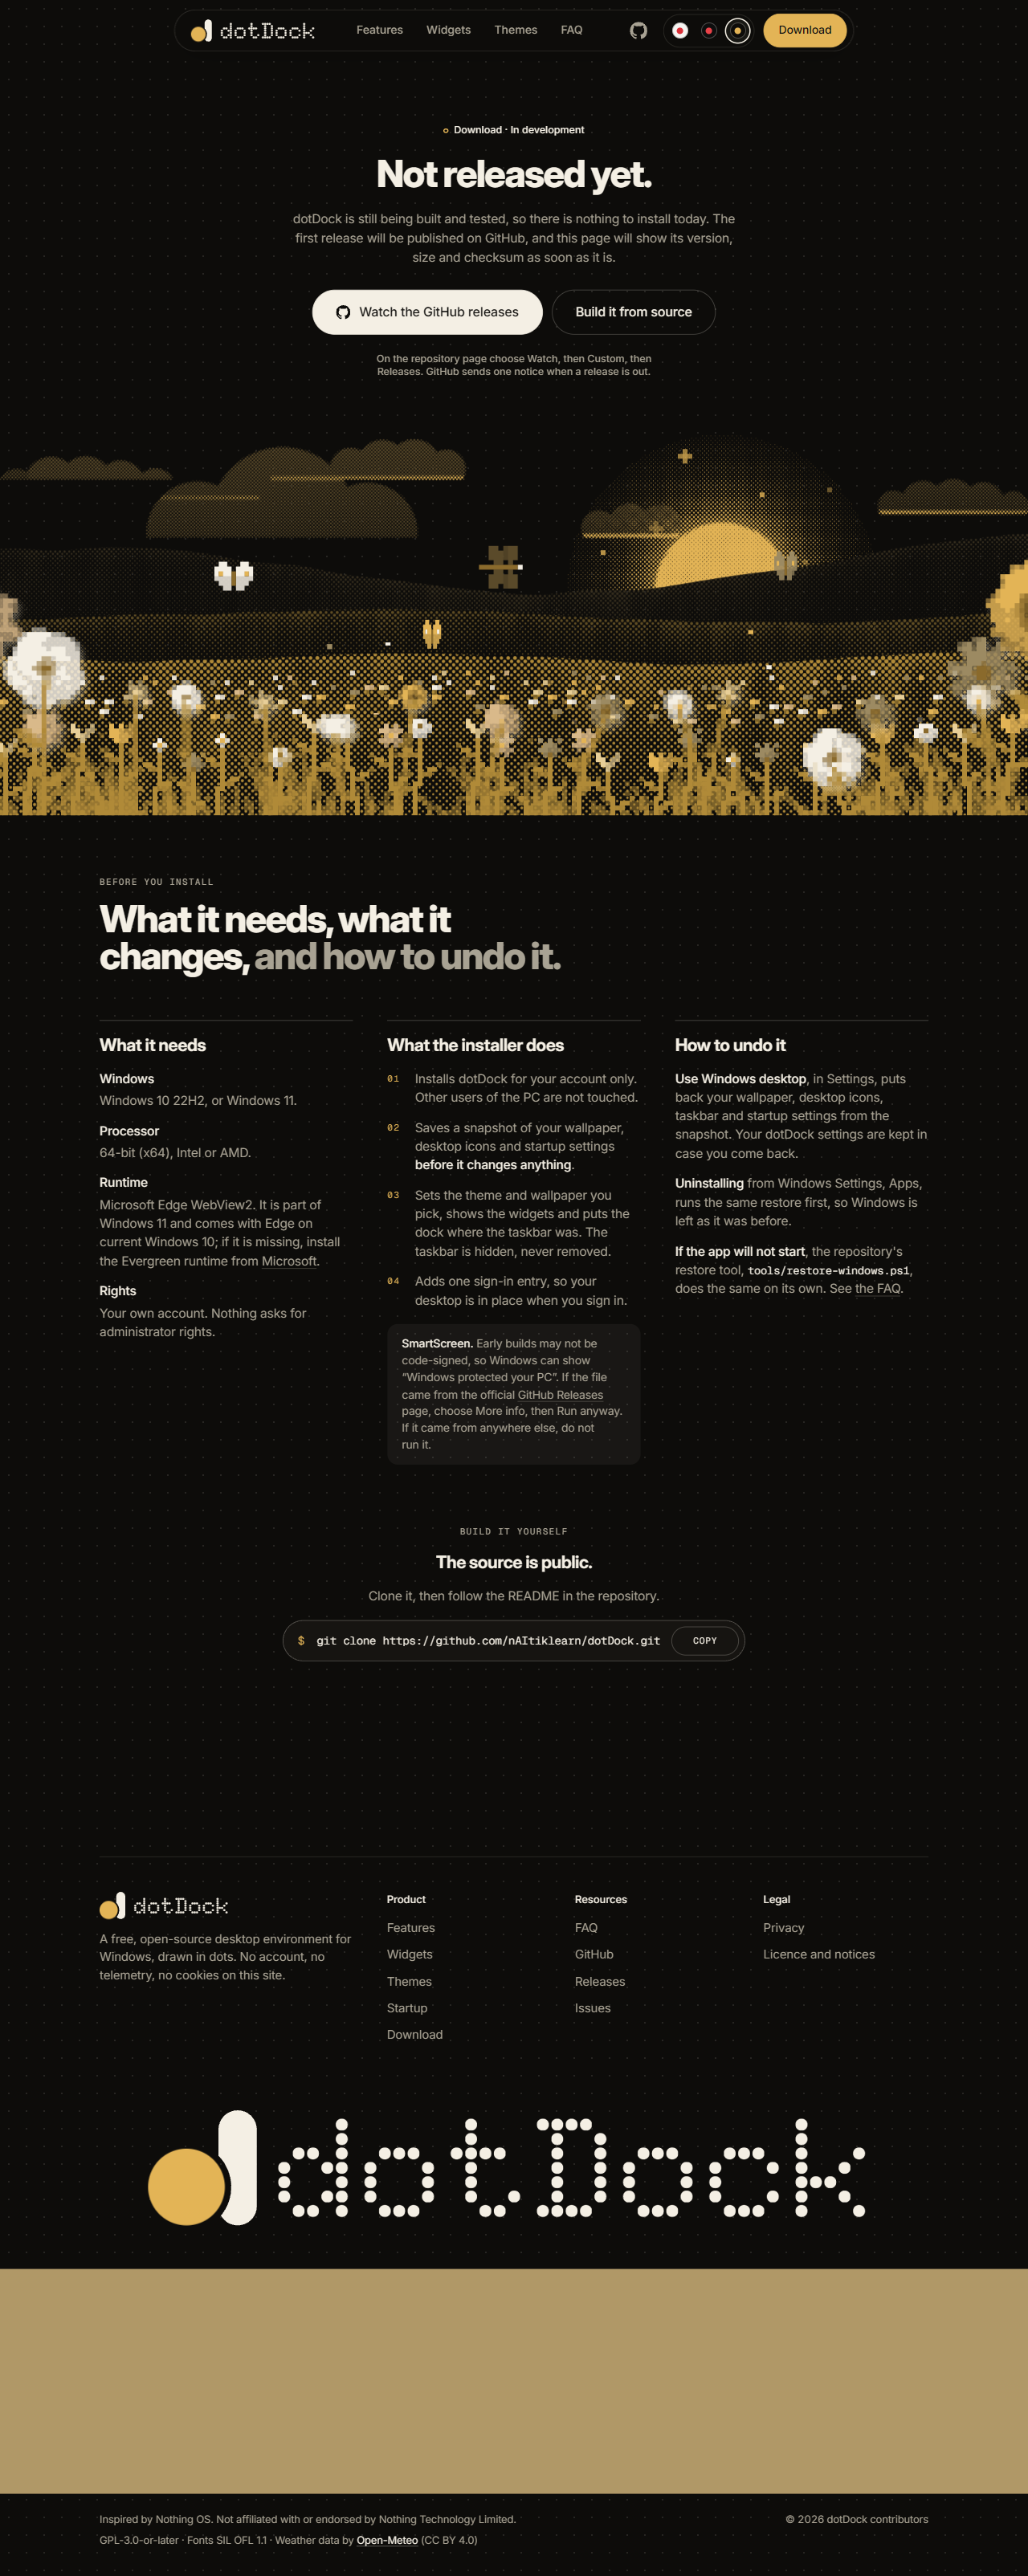 dotDock
Features
Widgets
Themes
FAQ
Download
Download · In development
Not released yet.
dotDock is still being built and tested, so there is nothing to install today. The
first release will be published on GitHub, and this page will show its version,
size and checksum as soon as it is.
Watch the GitHub releases
Build it from source
On the repository page choose Watch, then Custom, then
Releases. GitHub sends one notice when a release is out.
BEFORE YOU INSTALL
What it needs, what it
changes, and how to undo it.
What it needs
Windows
Windows 10 22H2, or Windows 11.
Processor
64-bit (x64), Intel or AMD.
Runtime
Microsoft Edge WebView2. It is part of
Windows 11 and comes with Edge on
current Windows 10; if it is missing, install
the Evergreen runtime from Microsoft.
Rights
Your own account. Nothing asks for
administrator rights.
What the installer does
01 Installs dotDock for your account only.
Other users of the PC are not touched.
02 Saves a snapshot of your wallpaper,
desktop icons and startup settings
before it changes anything.
03 Sets the theme and wallpaper you
pick, shows the widgets and puts the
dock where the taskbar was. The
taskbar is hidden, never removed.
04 Adds one sign-in entry, so your
desktop is in place when you sign in.
SmartScreen. Early builds may not be
code-signed, so Windows can show
“Windows protected your PC”. If the file
came from the official GitHub Releases
page, choose More info, then Run anyway.
If it came from anywhere else, do not
run it.
How to undo it
Use Windows desktop, in Settings, puts
back your wallpaper, desktop icons,
taskbar and startup settings from the
snapshot. Your dotDock settings are kept in
case you come back.
Uninstalling from Windows Settings, Apps,
runs the same restore first, so Windows is
left as it was before.
If the app will not start, the repository's
restore tool, tools/restore-windows.ps1,
does the same on its own. See the FAQ.
BUILD IT YOURSELF
The source is public.
Clone it, then follow the README in the repository.
$ git clone https://github.com/nAItiklearn/dotDock.git
COPY
dotDock
A free, open-source desktop environment for
Windows, drawn in dots. No account, no
telemetry, no cookies on this site.
Product
Features
Widgets
Themes
Startup
Download
Resources
FAQ
GitHub
Releases
Issues
Legal
Privacy
Licence and notices
dotDock
Inspired by Nothing OS. Not affiliated with or endorsed by Nothing Technology Limited.
© 2026 dotDock contributors
GPL-3.0-or-later · Fonts SIL OFL 1.1 · Weather data by Open-Meteo (CC BY 4.0)